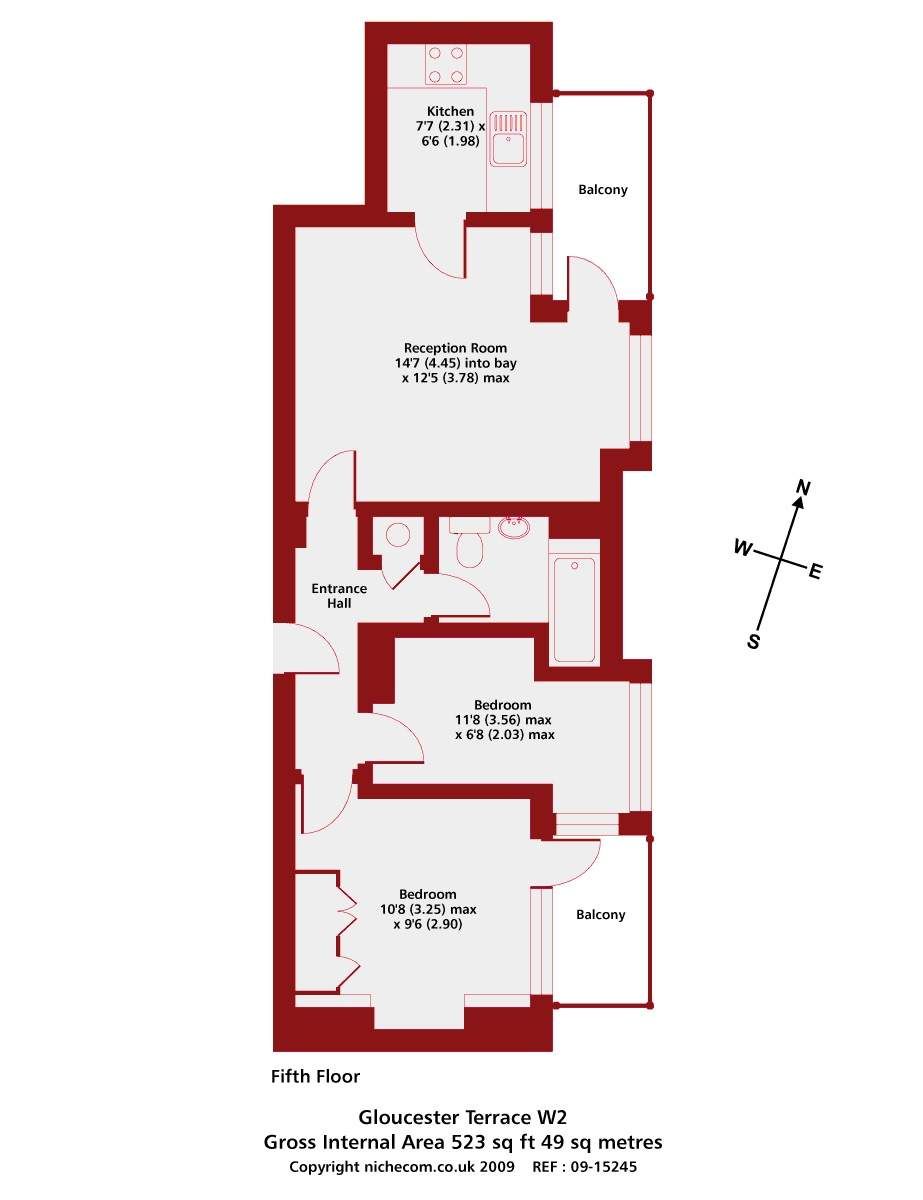 Kitchen
7'7 (2.31) x
6'6 (1.98)
Balcony
Reception Room
14'7 (4.45) into bay
x 12'5 (3.78) max
N
W
E
S
Entrance
Hall
Bedroom
11'8 (3.56) max
x 6'8 (2.03) max
Bedroom
10'8 (3.25) max
x 9'6 (2.90)
Balcony
Fifth Floor
Gloucester Terrace W2
Gross Internal Area 523 sq ft 49 sq metres
Copyright nichecom.co.uk 2009 REF : 09-15245